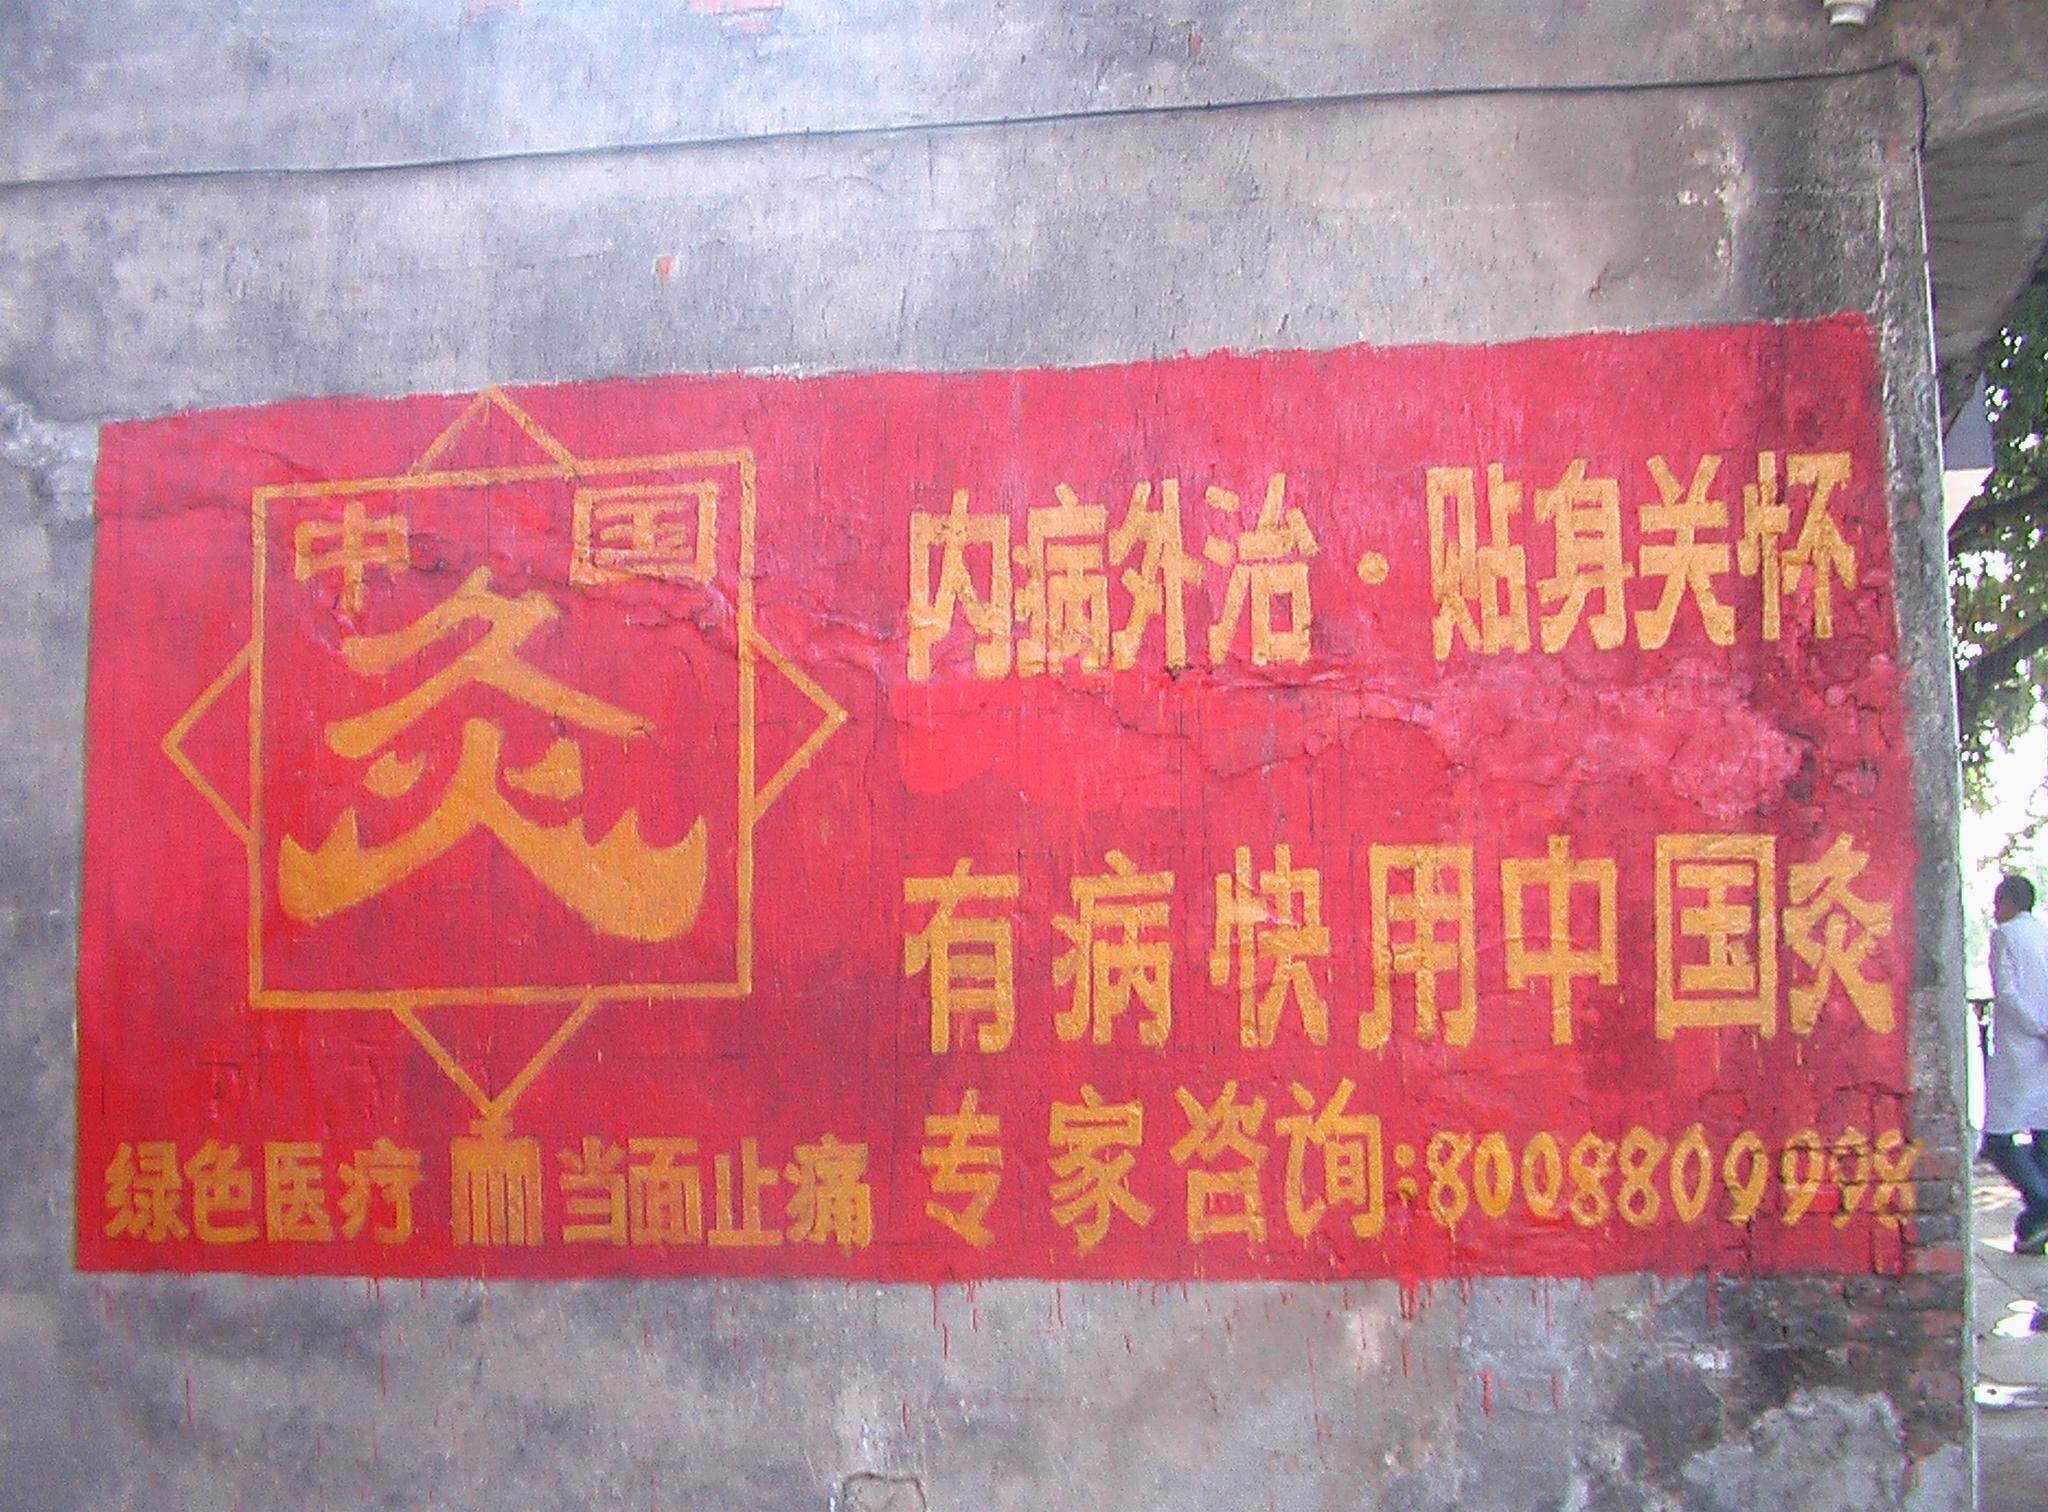 中国
灸
绿色医疗 当面止痛
内病外治·贴身关怀
有病快用中国灸
专家咨询:8008809998